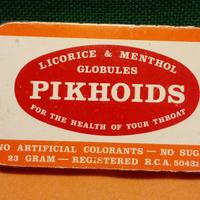 LICORICE & MENTHOL
GLOBULES
PIKHOIDS
FOR THE HEALTH OF YOUR THROAT
NO ARTIFICIAL COLORANTS — NO SUG
23 GRAM — REGISTERED R.C.A. 50431